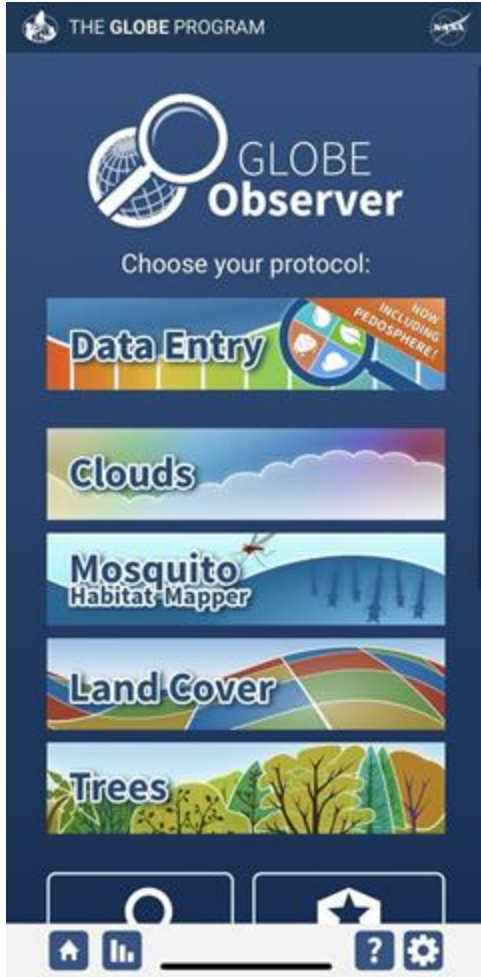 THE GLOBE PROGRAM
NASA
GLOBE
Observer
Choose your protocol:
Data Entry
NOW
INCLUDING
PEDOSPHERE!
Clouds
Mosquito
Habitat Mapper
Land Cover
Trees
?